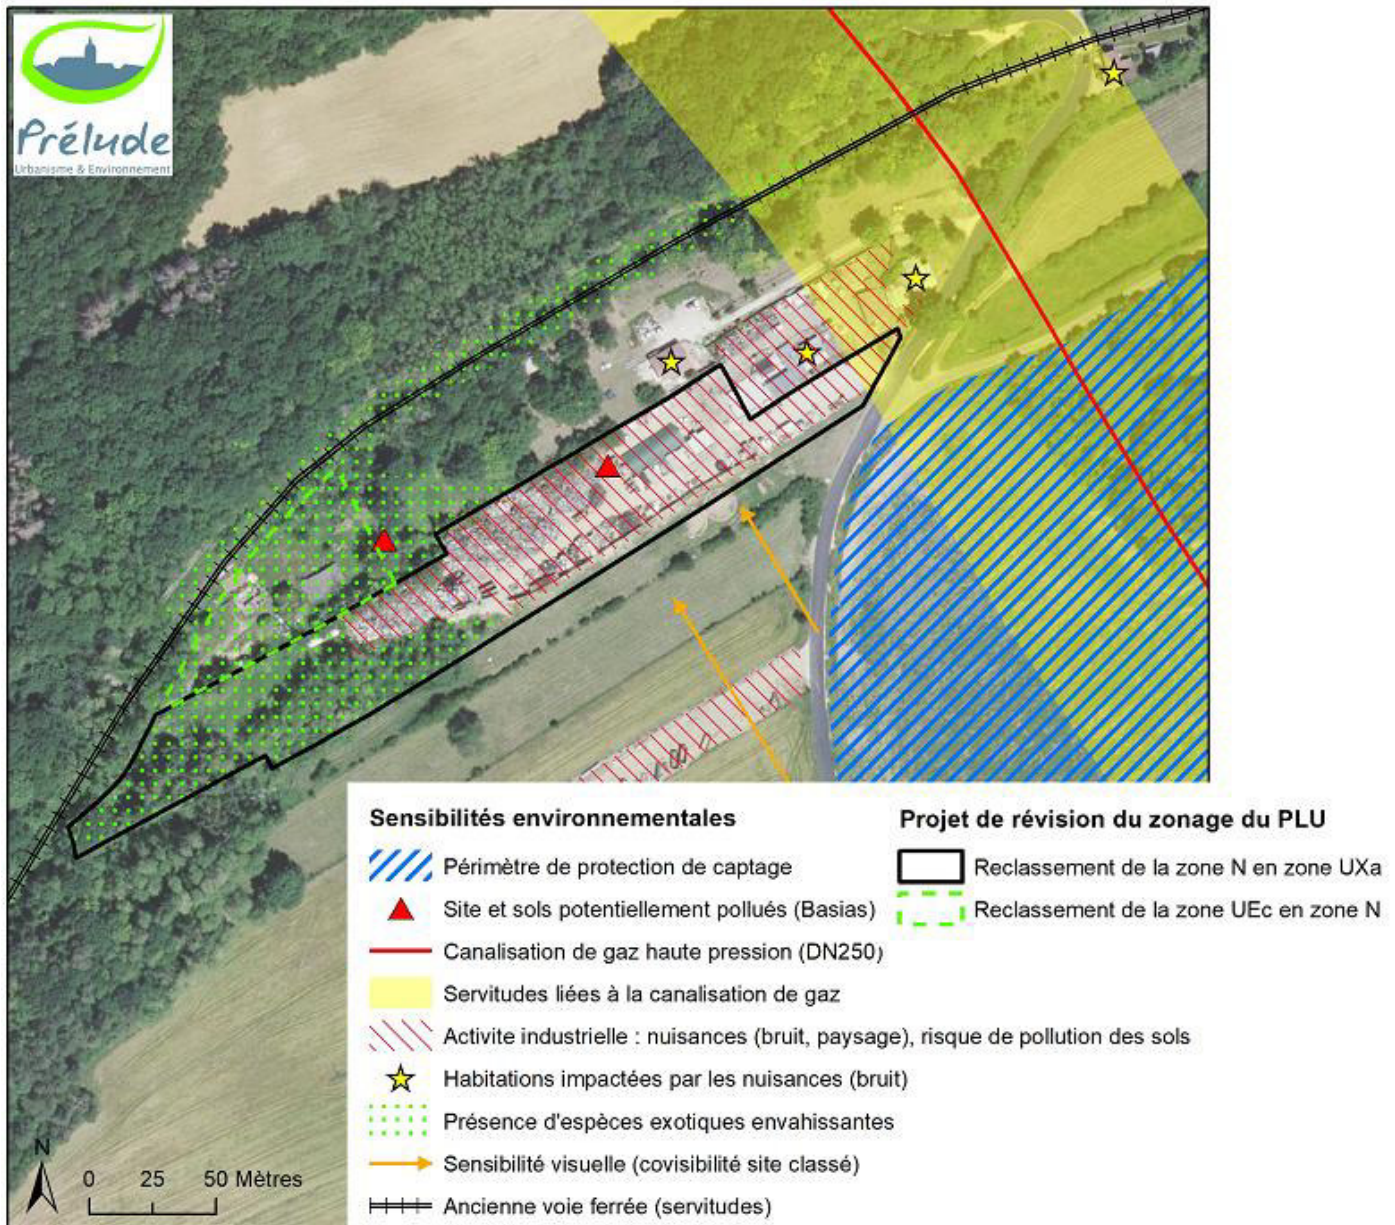 Prélude
Urbanisme & Environnement
Sensibilités environnementales
Périmètre de protection de captage
Site et sols potentiellement pollués (Basias)
Canalisation de gaz haute pression (DN250)
Servitudes liées à la canalisation de gaz
Activite industrielle : nuisances (bruit, paysage), risque de pollution des sols
Habitations impactées par les nuisances (bruit)
Présence d'espèces exotiques envahissantes
Sensibilité visuelle (covisibilité site classé)
Ancienne voie ferrée (servitudes)
Projet de révision du zonage du PLU
Reclassement de la zone N en zone UXa
Reclassement de la zone UEc en zone N
N
0 25 50 Mètres